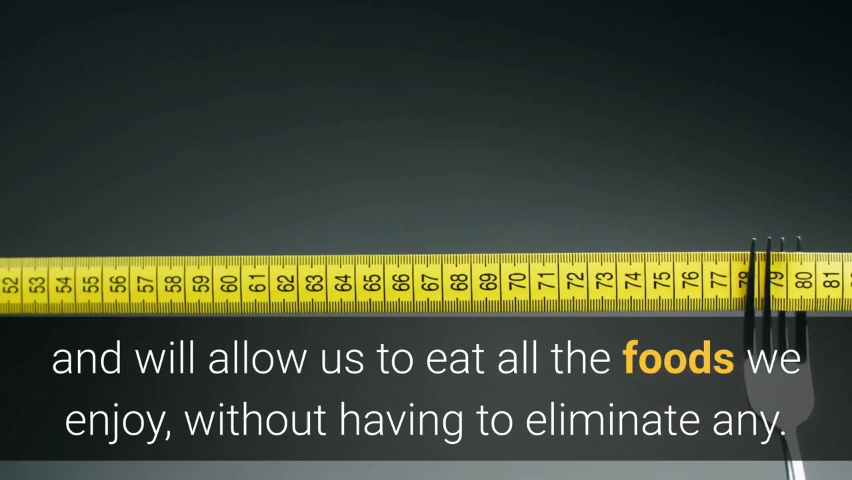 52 53 54 55 56 57 58 59 60 61 62 63 64 65 66 67 68 69 70 71 72 73 74 75 76 77 78 79 80 81
and will allow us to eat all the foods we
enjoy, without having to eliminate any.